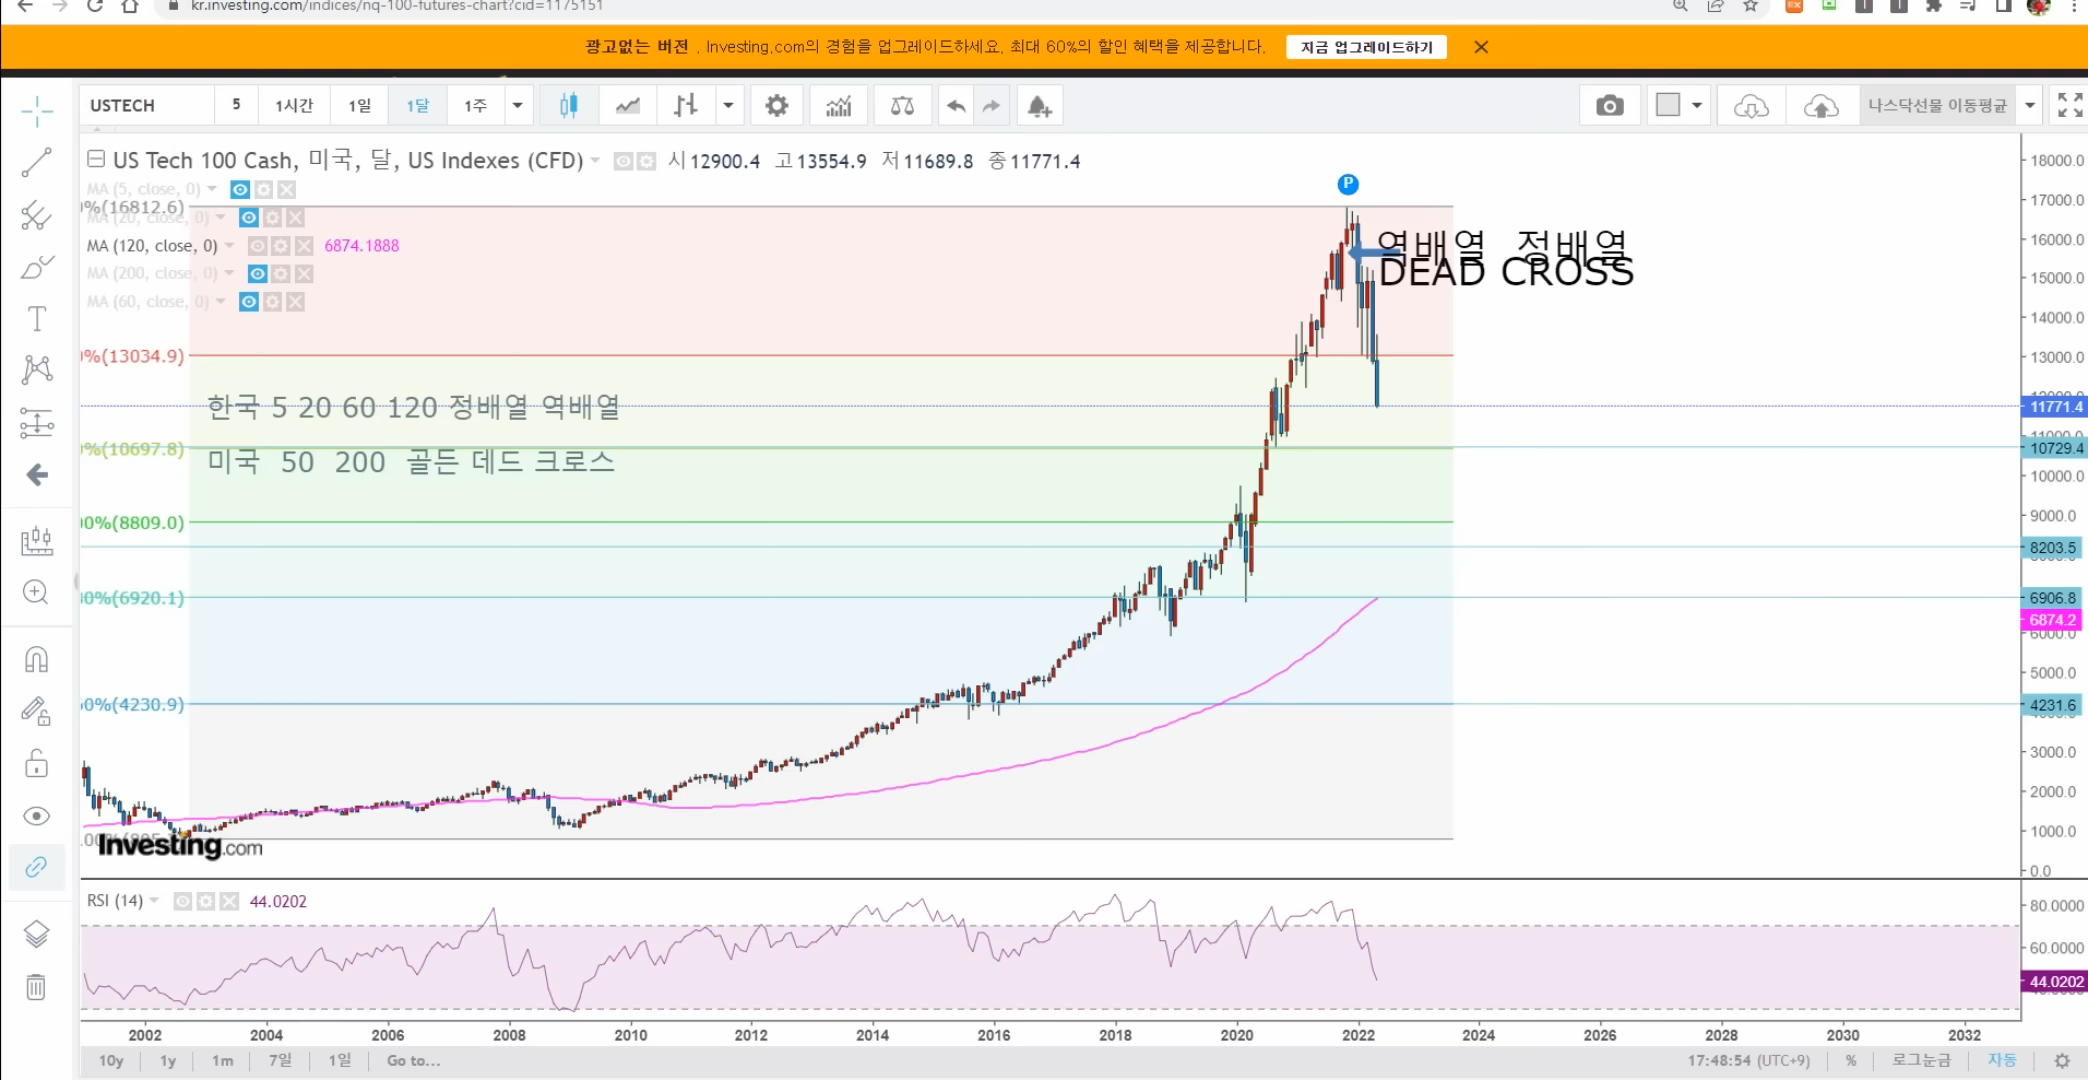 kr.investing.com/indices/nq-100-futures-chart?cid=1175151
광고없는 버전 . Investing.com의 경험을 업그레이드하세요. 최대 60%의 할인 혜택을 제공합니다. 지금 업그레이드하기
USTECH 5 1시간 1일 1달 1주 나스닥선물 이동평균
US Tech 100 Cash, 미국, 달, US Indexes (CFD) 시 12900.4 고 13554.9 저 11689.8 종 11771.4
MA (5, close, 0)
%(16812.6)
MA (20, close, 0)
MA (120, close, 0) 6874.1888
MA (200, close, 0)
MA (60, close, 0)
P
역배열 정배열
DEAD CROSS
%(13034.9)
한국 5 20 60 120 정배열 역배열
%(10697.8)
미국 50 200 골든 데드 크로스
0%(8809.0)
0%(6920.1)
0%(4230.9)
Investing.com
18000.0
17000.0
16000.0
15000.0
14000.0
13000.0
11771.4
11000.0
10729.4
10000.0
9000.0
8203.5
6906.8
6874.2
6000.0
5000.0
4231.6
3000.0
2000.0
1000.0
0.0
RSI (14) 44.0202
80.0000
60.0000
44.0202
2002 2004 2006 2008 2010 2012 2014 2016 2018 2020 2022 2024 2026 2028 2030 2032
10y 1y 1m 7일 1일 Go to... 17:48:54 (UTC+9) % 로그눈금 자동